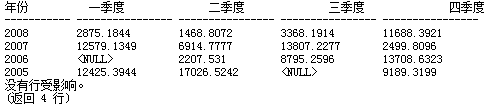 年份 一季度 二季度 三季度 四季度
----------- --------------------- --------------------- --------------------- ---------------------
2008 2875.1844 1468.8072 3368.1914 11688.3921
2007 12579.1349 6914.7777 13807.2277 2499.8096
2006 <NULL> 2207.531 8795.2596 13708.6323
2005 12425.3944 17026.5242 <NULL> 9189.3199
没有行受影响。
(返回 4 行)